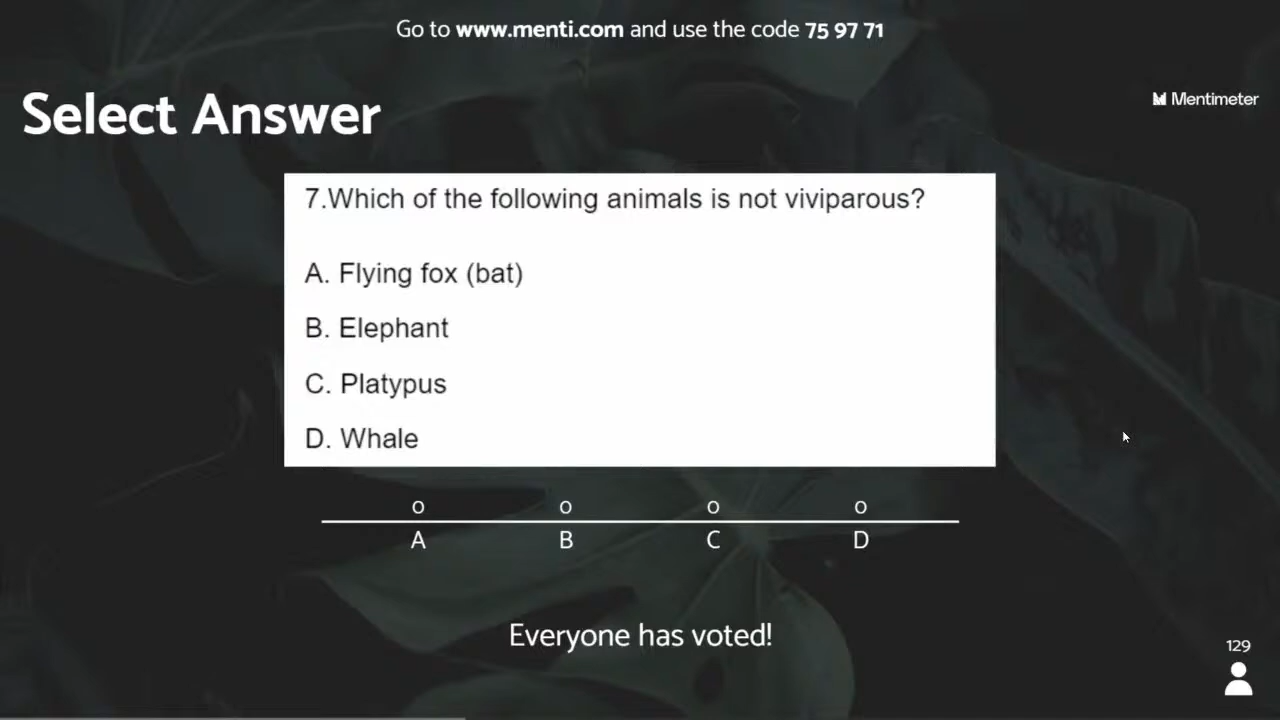 Go to www.menti.com and use the code 75 97 71
Select Answer
Mentimeter
7.Which of the following animals is not viviparous?
A. Flying fox (bat)
B. Elephant
C. Platypus
D. Whale
0 0 0 0
A B C D
Everyone has voted!
129